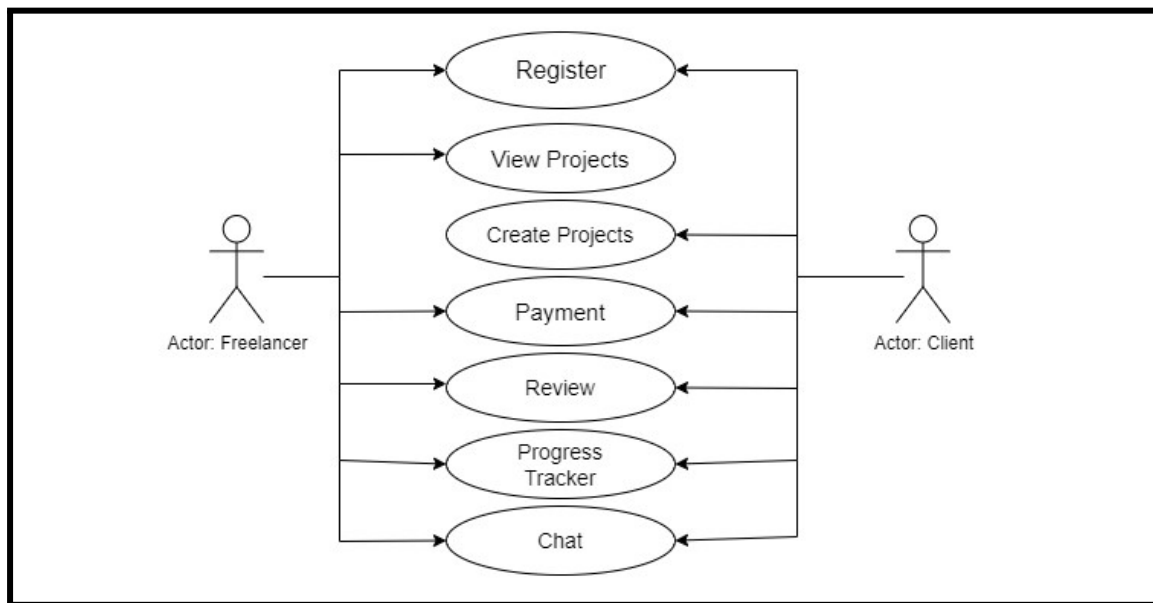 Register
View Projects
Create Projects
Payment
Actor: Freelancer
Actor: Client
Review
Progress
Tracker
Chat